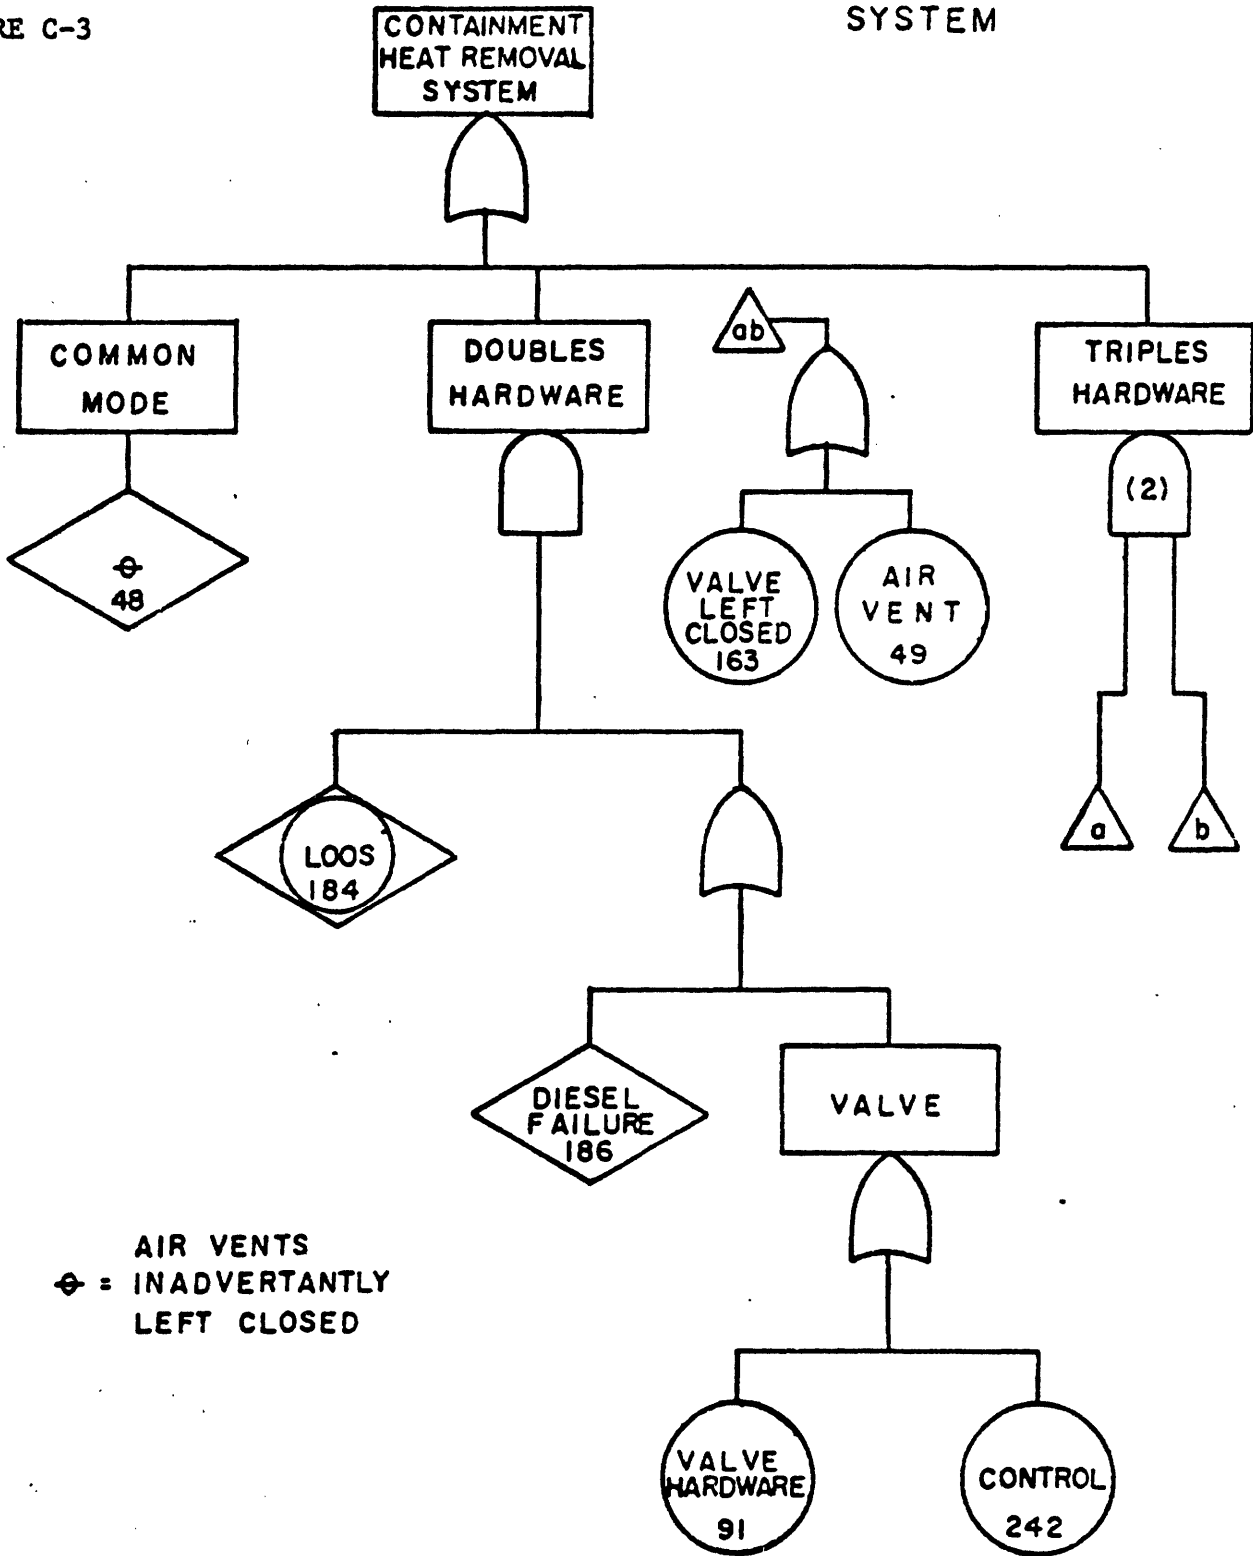 RE C-3
SYSTEM
CONTAINMENT
HEAT REMOVAL
SYSTEM
COMMON
MODE
DOUBLES
HARDWARE
ab
TRIPLES
HARDWARE
(2)
ϴ
48
VALVE
LEFT
CLOSED
163
AIR
VENT
49
LOOS
184
a
b
DIESEL
FAILURE
186
VALVE
AIR VENTS
ϴ = INADVERTANTLY
LEFT CLOSED
VALVE
HARDWARE
91
CONTROL
242